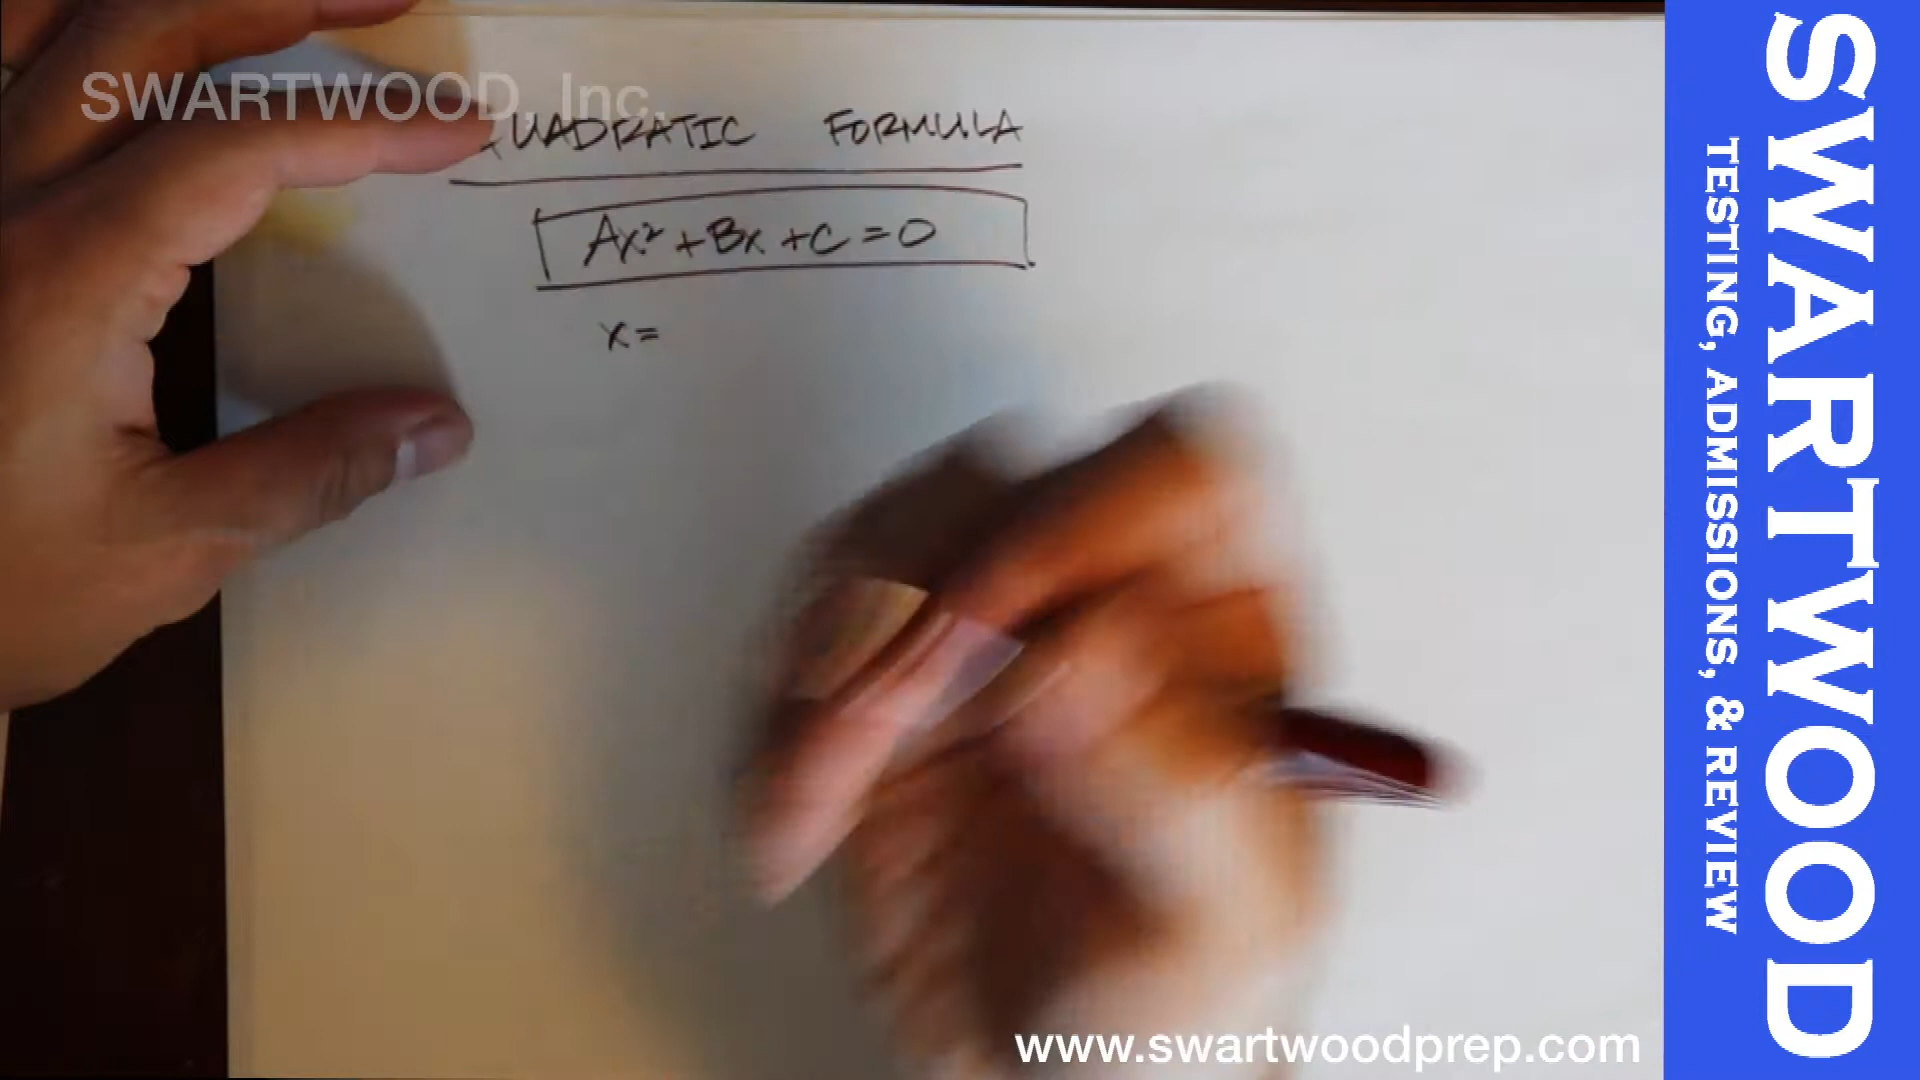 SWARTWOOD, Inc.
QUADRATIC FORMULA
Ax² + Bx + C = 0
x =
www.swartwoodprep.com
SWARTWOOD
TESTING, ADMISSIONS, & REVIEW